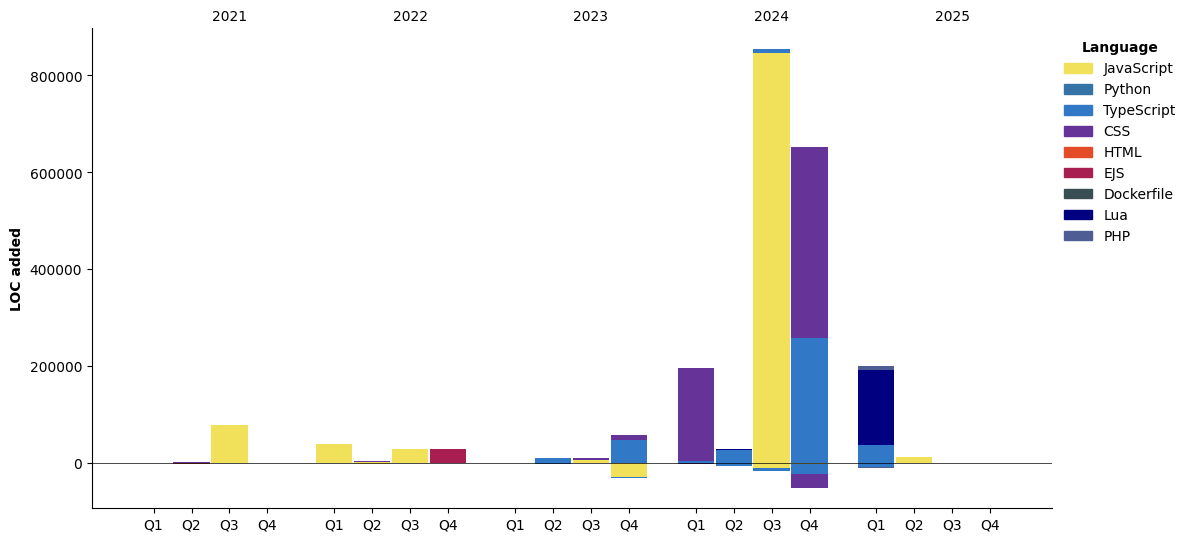 2021 2022 2023 2024 2025
LOC added
800000
600000
400000
200000
0
Q1 Q2 Q3 Q4 Q1 Q2 Q3 Q4 Q1 Q2 Q3 Q4 Q1 Q2 Q3 Q4 Q1 Q2 Q3 Q4
Language
JavaScript
Python
TypeScript
CSS
HTML
EJS
Dockerfile
Lua
PHP